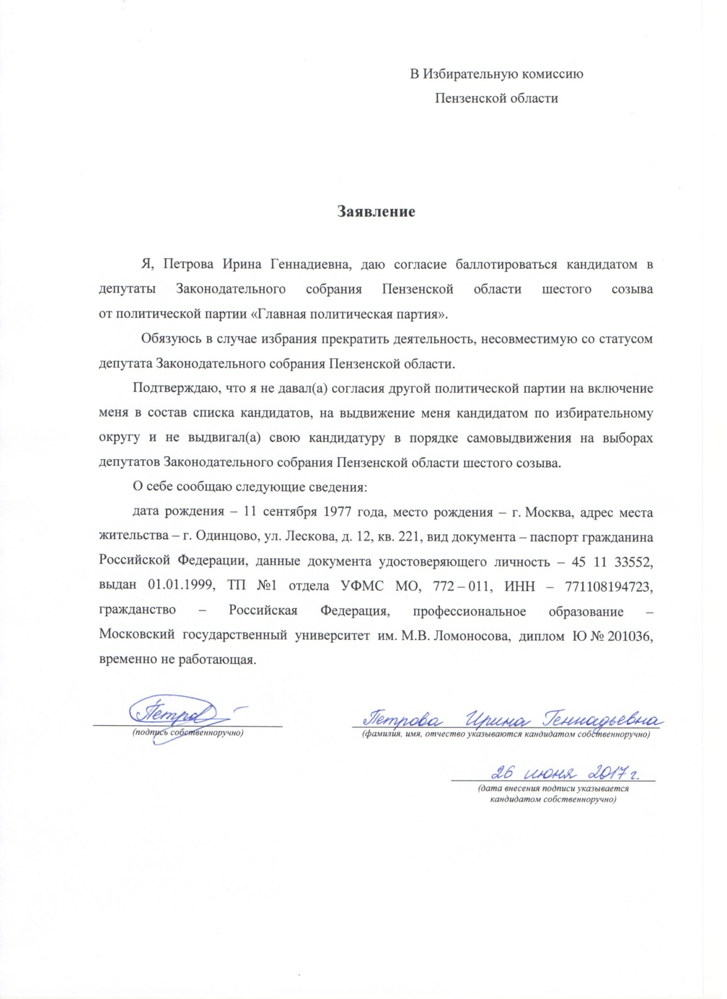 В Избирательную комиссию
Пензенской области
Заявление
Я, Петрова Ирина Геннадиевна, даю согласие баллотироваться кандидатом в
депутаты Законодательного собрания Пензенской области шестого созыва
от политической партии «Главная политическая партия».
Обязуюсь в случае избрания прекратить деятельность, несовместимую со статусом
депутата Законодательного собрания Пензенской области.
Подтверждаю, что я не давал(а) согласия другой политической партии на включение
меня в состав списка кандидатов, на выдвижение меня кандидатом по избирательному
округу и не выдвигал(а) свою кандидатуру в порядке самовыдвижения на выборах
депутатов Законодательного собрания Пензенской области шестого созыва.
О себе сообщаю следующие сведения:
дата рождения – 11 сентября 1977 года, место рождения – г. Москва, адрес места
жительства – г. Одинцово, ул. Лескова, д. 12, кв. 221, вид документа – паспорт гражданина
Российской Федерации, данные документа удостоверяющего личность – 45 11 33552,
выдан 01.01.1999, ТП №1 отдела УФМС МО, 772 – 011, ИНН – 771108194723,
гражданство – Российская Федерация, профессиональное образование –
Московский государственный университет им. М.В. Ломоносова, диплом Ю № 201036,
временно не работающая.
Петров Петрова Ирина Геннадьевна
(подпись собственноручно) (фамилия, имя, отчество указываются кандидатом собственноручно)
26 июня 2017 г.
(дата внесения подписи указывается
кандидатом собственноручно)